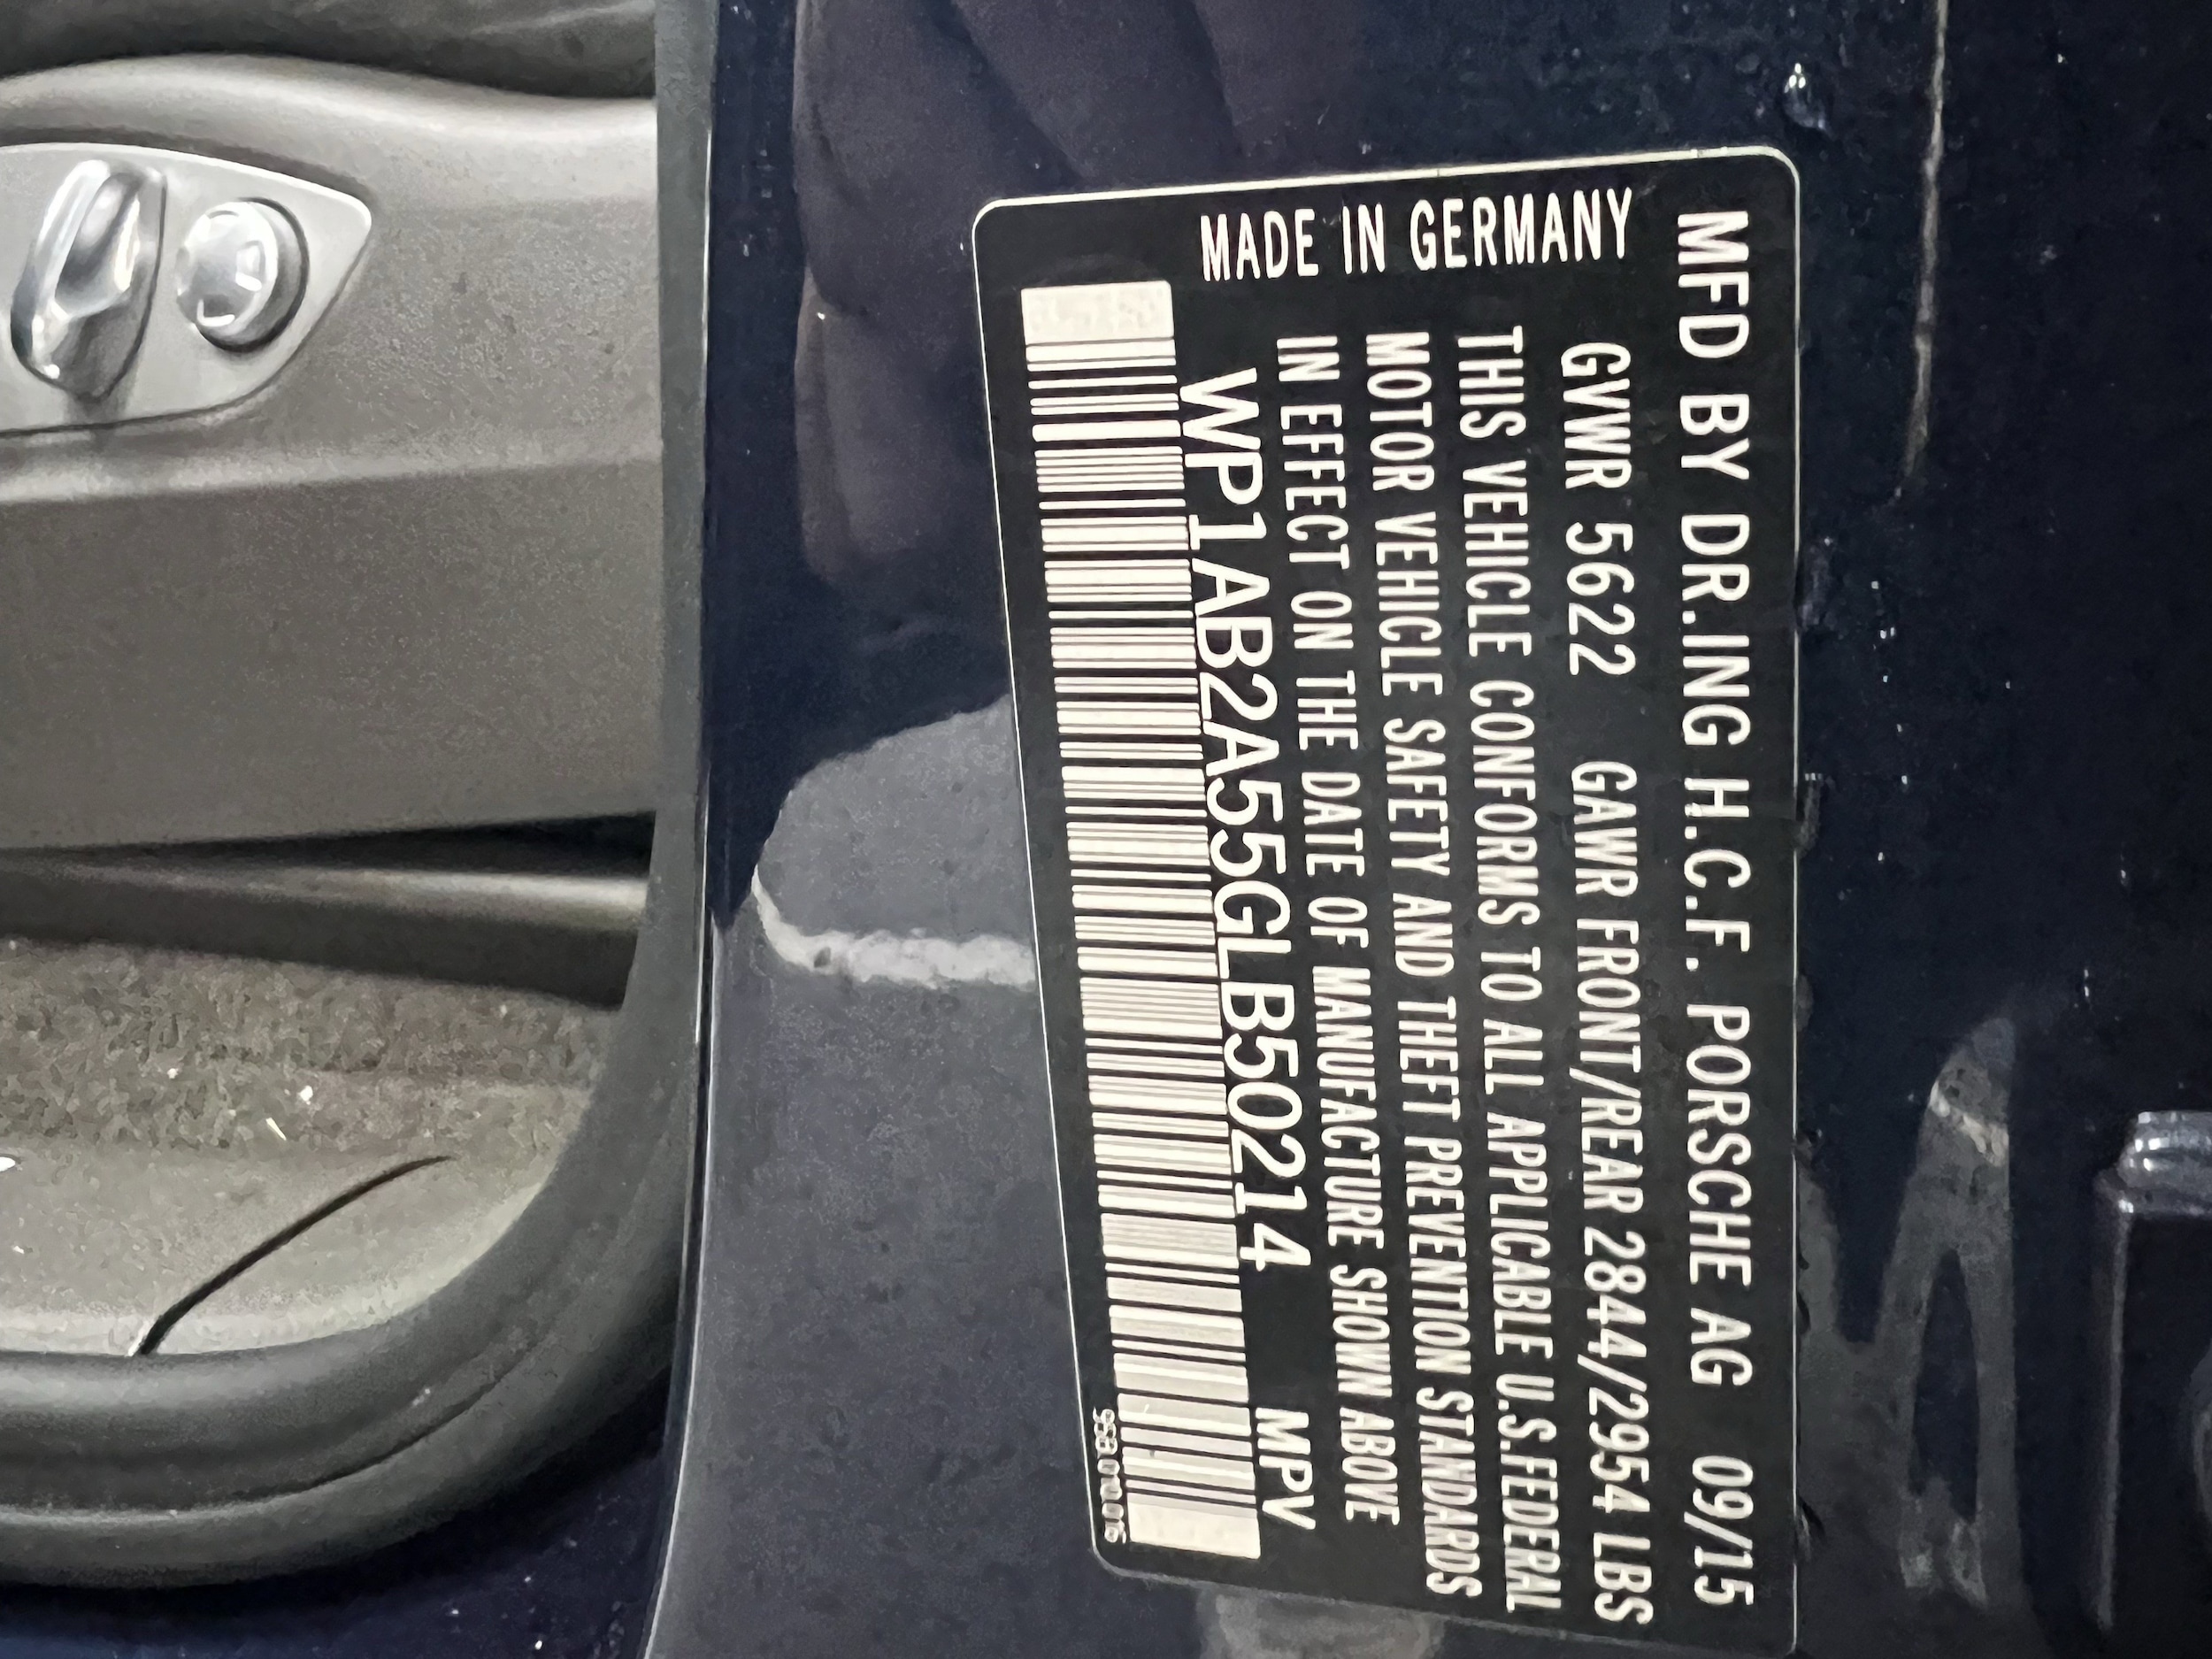 MFD BY DR.ING H.C.F. PORSCHE AG 09/15
GVWR 5622 GAWR FRONT/REAR 2844/2954 LBS
THIS VEHICLE CONFORMS TO ALL APPLICABLE U.S.FEDERAL
MOTOR VEHICLE SAFETY AND THEFT PREVENTION STANDARDS
IN EFFECT ON THE DATE OF MANUFACTURE SHOWN ABOVE
WP1AB2A55GLB50214 MPV
MADE IN GERMANY